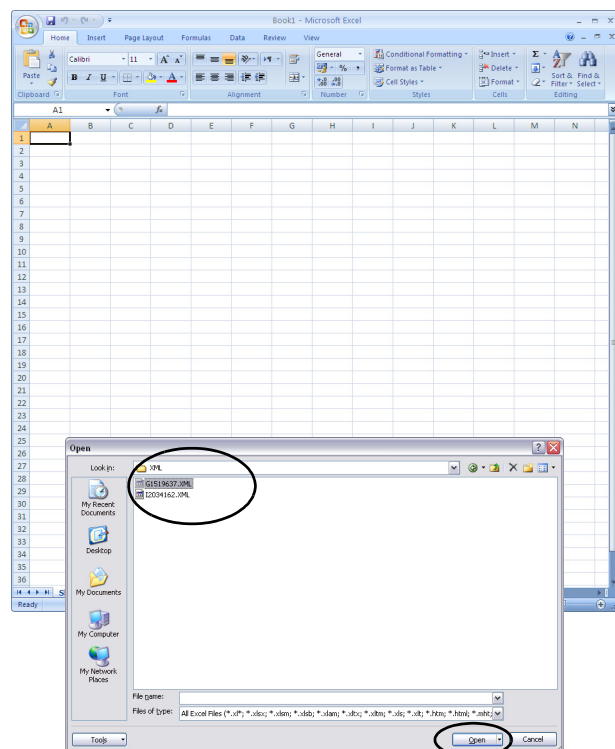 Book1 - Microsoft Excel
Home Insert Page Layout Formulas Data Review View
Calibri 11 A A General Conditional Formatting Insert Σ
Paste B I U A $ % , Format as Table Delete Sort & Filter Find & Select
.0 .00 .00 .0 Cell Styles Format
Clipboard Font Alignment Number Styles Cells Editing
A1 fx
A B C D E F G H I J K L M N
1
2
3
4
5
6
7
8
9
10
11
12
13
14
15
16
17
18
19
20
21
22
23
24
25
26
27
28
29
30
31
32
33
34
35
36
Ready
Open
Look in: XML
G1519637.XML
I2034162.XML
My Recent Documents
Desktop
My Documents
My Computer
My Network Places
File name:
Files of type: All Excel Files (*.xl*; *.xlsx; *.xlsm; *.xlsb; *.xlam; *.xltx; *.xltm; *.xls; *.xlt; *.htm; *.html; *.mht;
Tools Open Cancel